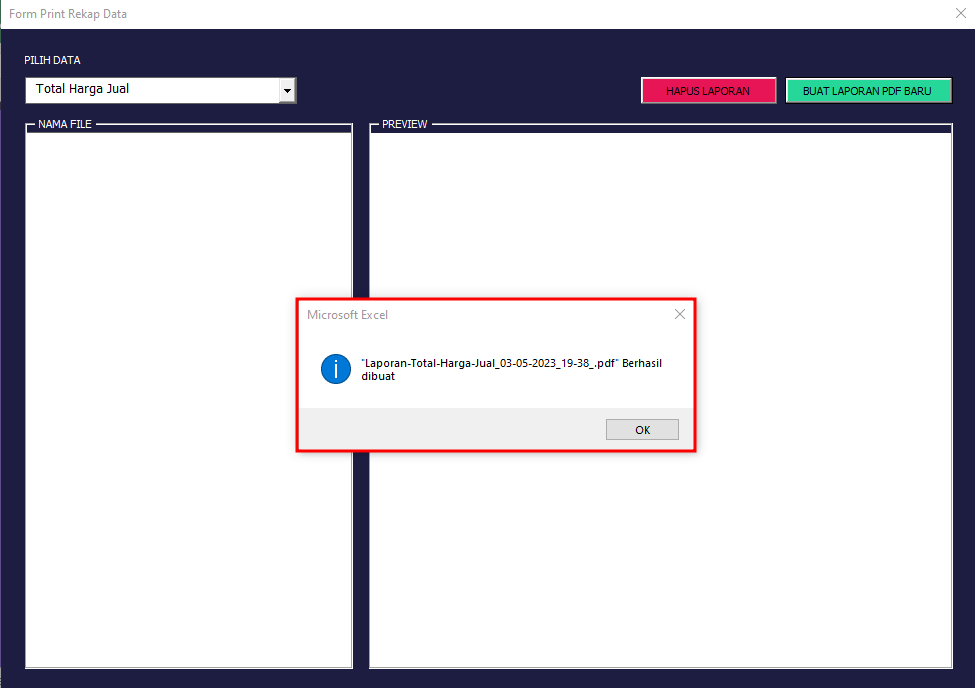 Form Print Rekap Data
PILIH DATA
Total Harga Jual
HAPUS LAPORAN
BUAT LAPORAN PDF BARU
NAMA FILE
PREVIEW
Microsoft Excel
"Laporan-Total-Harga-Jual_03-05-2023_19-38_.pdf" Berhasil
dibuat
OK